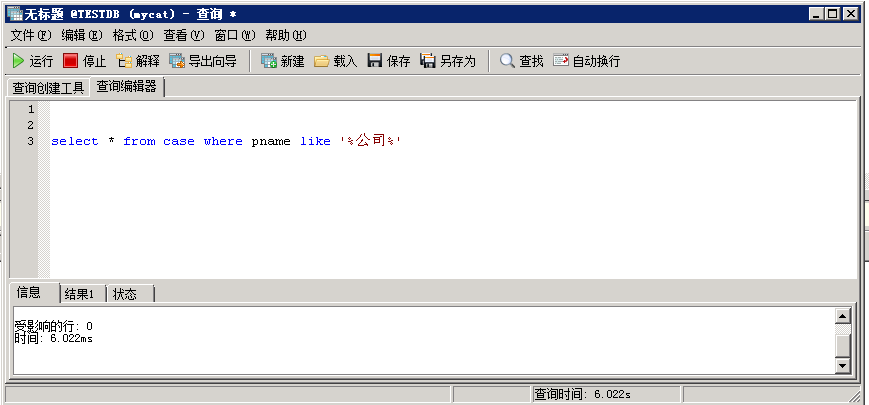 无标题 @TESTDB (mycat) - 查询 *
文件(F) 编辑(E) 格式(O) 查看(V) 窗口(W) 帮助(H)
运行 停止 解释 导出向导 新建 载入 保存 另存为 查找 自动换行
查询创建工具 查询编辑器
1
2
3 select * from case where pname like '%公司%'
信息 结果1 状态
受影响的行: 0
时间: 6.022ms
查询时间: 6.022s